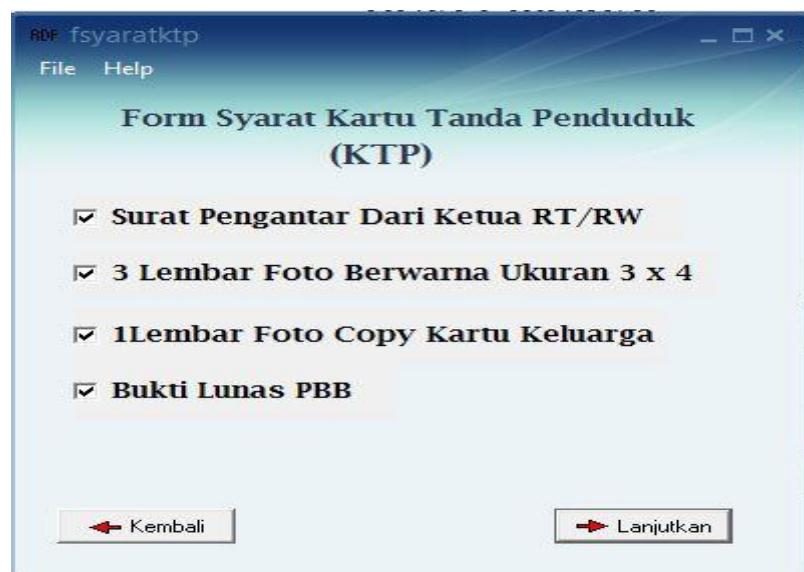 RDF fsyaratktp
File Help
Form Syarat Kartu Tanda Penduduk
(KTP)
Surat Pengantar Dari Ketua RT/RW
3 Lembar Foto Berwarna Ukuran 3 x 4
1Lembar Foto Copy Kartu Keluarga
Bukti Lunas PBB
Kembali
Lanjutkan